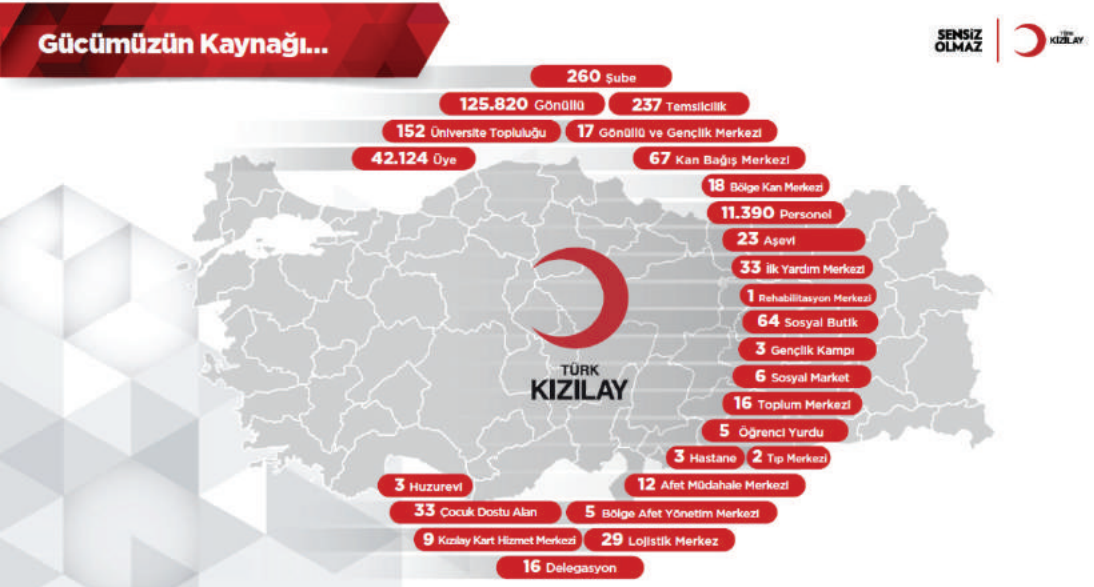 Gücümüzün Kaynağı...
SENSİZ
OLMAZ
TÜRK
KIZILAY
260 Şube
125.820 Gönüllü
237 Temsilcilik
152 Üniversite Topluluğu
17 Gönüllü ve Gençlik Merkezi
42.124 Üye
67 Kan Bağış Merkezi
18 Bölge Kan Merkezi
11.390 Personel
23 Aşevi
33 İlk Yardım Merkezi
1 Rehabilitasyon Merkezi
64 Sosyal Butik
3 Gençlik Kampı
TÜRK
KIZILAY
6 Sosyal Market
16 Toplum Merkezi
5 Öğrenci Yurdu
3 Hastane
2 Tıp Merkezi
3 Huzurevi
12 Afet Müdahale Merkezi
33 Çocuk Dostu Alan
5 Bölge Afet Yönetim Merkezi
9 Kızılay Kart Hizmet Merkezi
29 Lojistik Merkez
16 Delegasyon